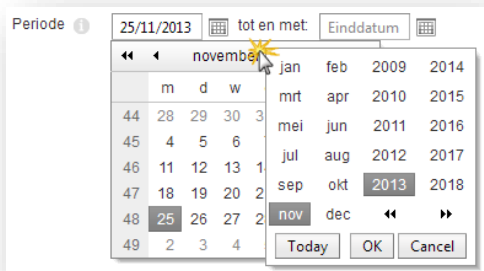 Periode 25/11/2013 tot en met: Einddatum
november
m d w
44 28 29 30
45 4 5 6
46 11 12 13
47 18 19 20
48 25 26 27
49 2 3 4
jan feb 2009 2014
mrt apr 2010 2015
mei jun 2011 2016
jul aug 2012 2017
sep okt 2013 2018
nov dec
Today OK Cancel